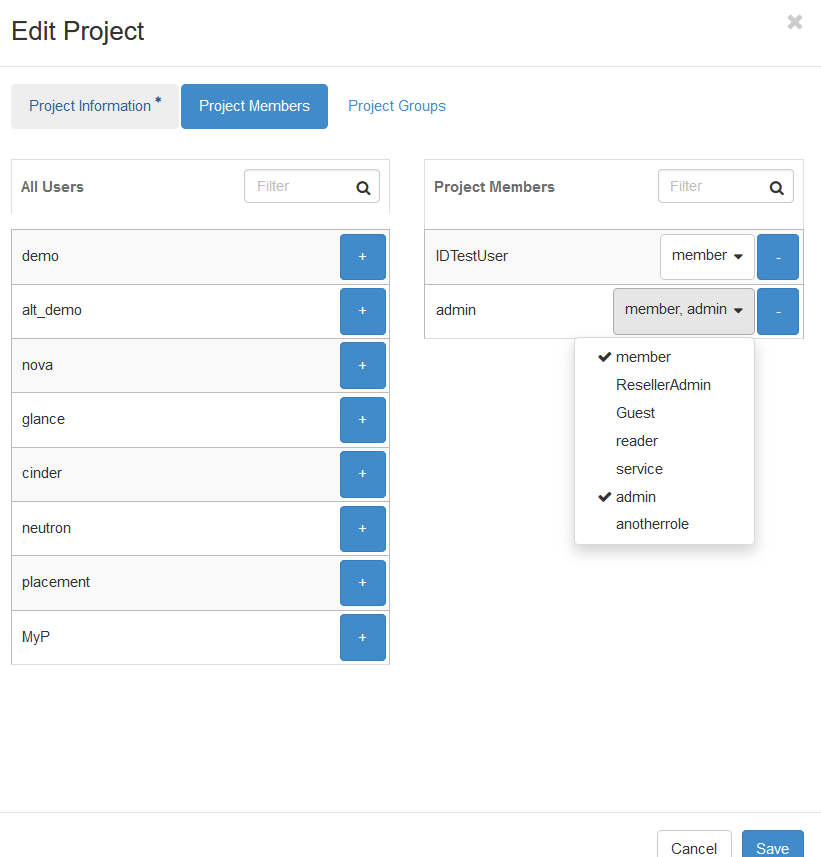 Edit Project
×
Project Information *
Project Members
Project Groups
All Users
Filter
demo
+
alt_demo
+
nova
+
glance
+
cinder
+
neutron
+
placement
+
MyP
+
Project Members
Filter
IDTestUser
member
-
admin
member, admin
-
member
ResellerAdmin
Guest
reader
service
admin
anotherrole
Cancel
Save